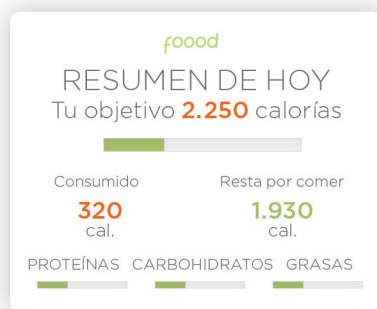 foood
RESUMEN DE HOY
Tu objetivo 2.250 calorías
Consumido Resta por comer
320 1.930
cal. cal.
PROTEÍNAS CARBOHIDRATOS GRASAS